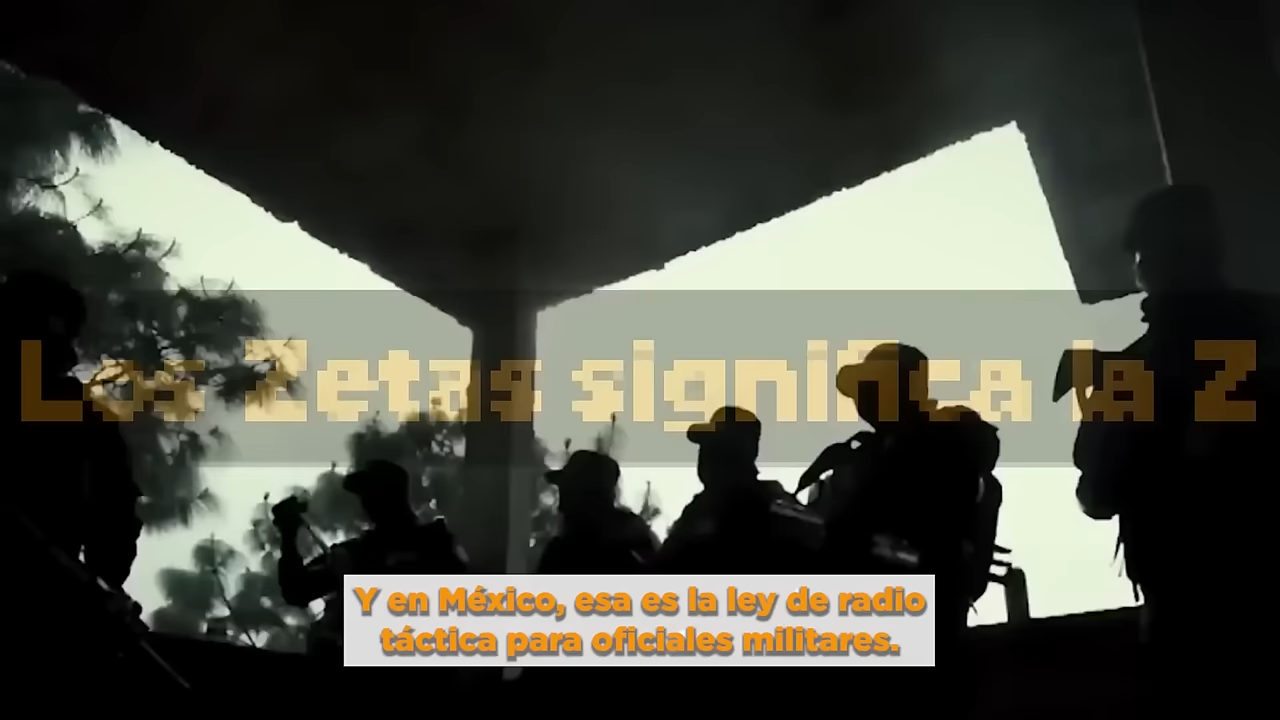 Los Zetas significa la Z
Y en México, esa es la ley de radio
táctica para oficiales militares.